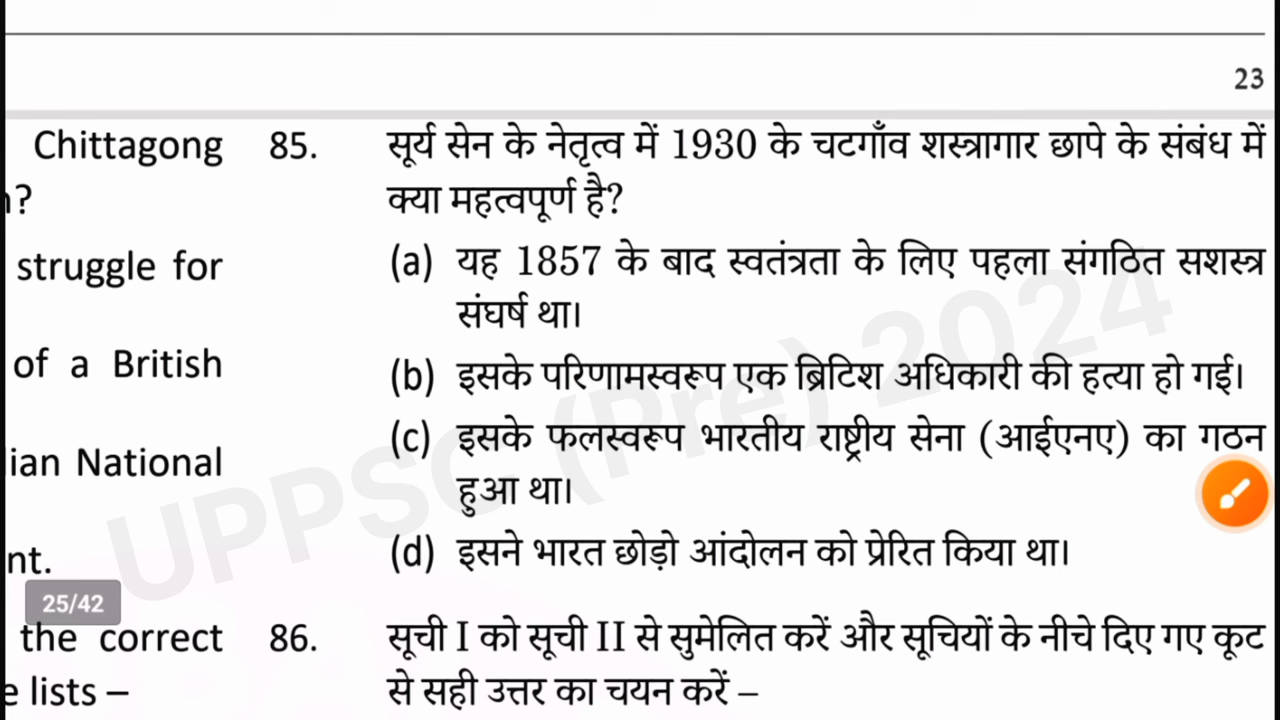 23
Chittagong
n?
struggle for
of a British
ian National
nt.
25/42
the correct
e lists –
85. सूर्य सेन के नेतृत्व में 1930 के चटगाँव शस्त्रागार छापे के संबंध में
क्या महत्वपूर्ण है?
(a) यह 1857 के बाद स्वतंत्रता के लिए पहला संगठित सशस्त्र
संघर्ष था।
(b) इसके परिणामस्वरूप एक ब्रिटिश अधिकारी की हत्या हो गई।
(c) इसके फलस्वरूप भारतीय राष्ट्रीय सेना (आईएनए) का गठन
हुआ था।
(d) इसने भारत छोड़ो आंदोलन को प्रेरित किया था।
86. सूची I को सूची II से सुमेलित करें और सूचियों के नीचे दिए गए कूट
से सही उत्तर का चयन करें –
UPPSC (Pre) 2024